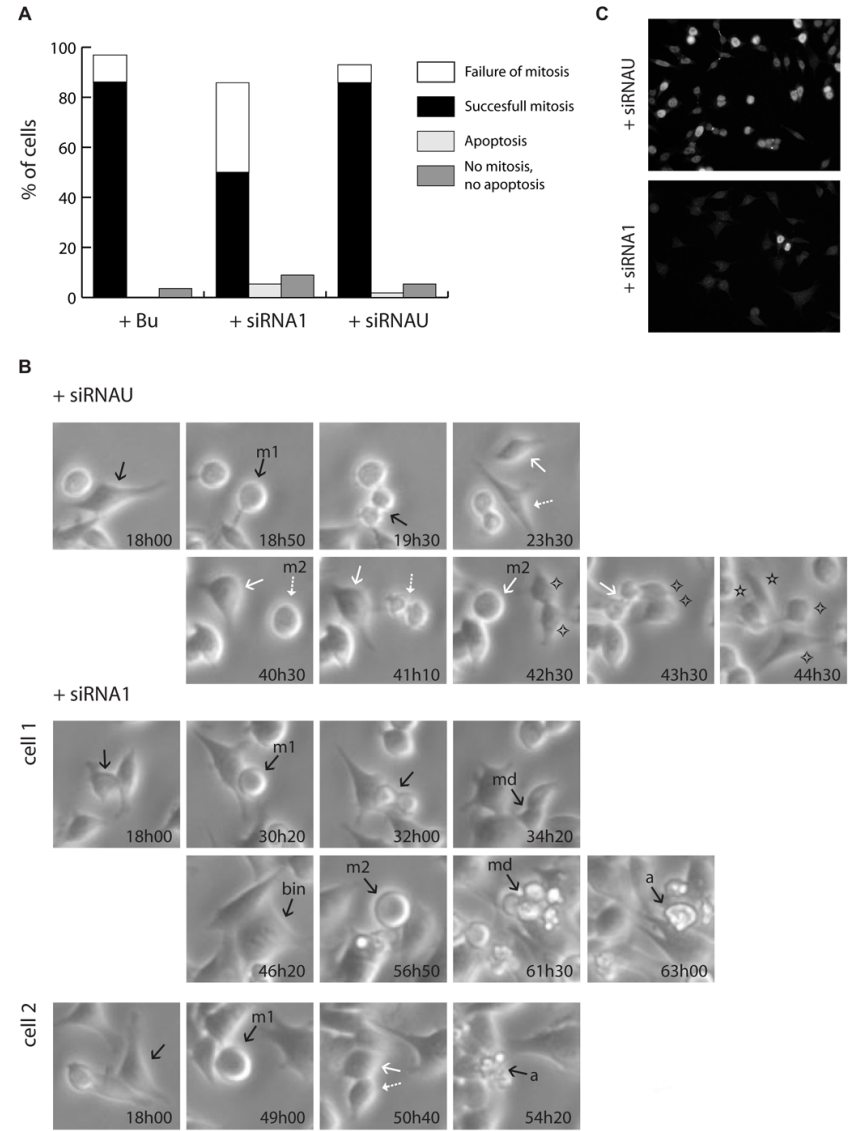 A
% of cells
100
80
60
40
20
0
+ Bu
+ siRNA1
+ siRNAU
Failure of mitosis
Succesfull mitosis
Apoptosis
No mitosis,
no apoptosis
C
+ siRNAU
+ siRNA1
B
+ siRNAU
18h00
m1
18h50
19h30
23h30
m2
40h30
41h10
m2
42h30
43h30
44h30
+ siRNA1
cell 1
18h00
m1
30h20
32h00
md
34h20
bin
46h20
m2
56h50
md
61h30
a
63h00
cell 2
18h00
m1
49h00
50h40
a
54h20